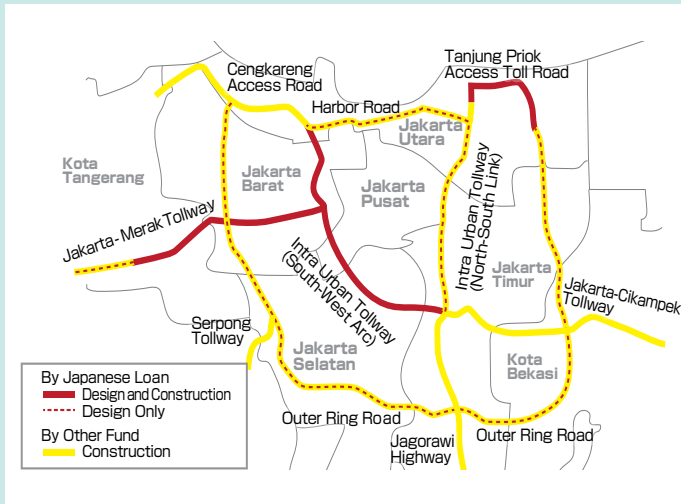 Tanjung Priok
Access Toll Road
Cengkareng
Access Road
Harbor Road
Jakarta
Utara
Kota
Tangerang
Jakarta
Barat
Jakarta
Pusat
Jakarta-Merak Tollway
Intra Urban Tollway
(South-West Arc)
Intra Urban Tollway
(North-South Link)
Jakarta
Timur
Jakarta-Cikampek
Tollway
Serpong
Tollway
Jakarta
Selatan
Kota
Bekasi
Outer Ring Road
Jagorawi
Highway
Outer Ring Road
By Japanese Loan
Design and Construction
Design Only
By Other Fund
Construction